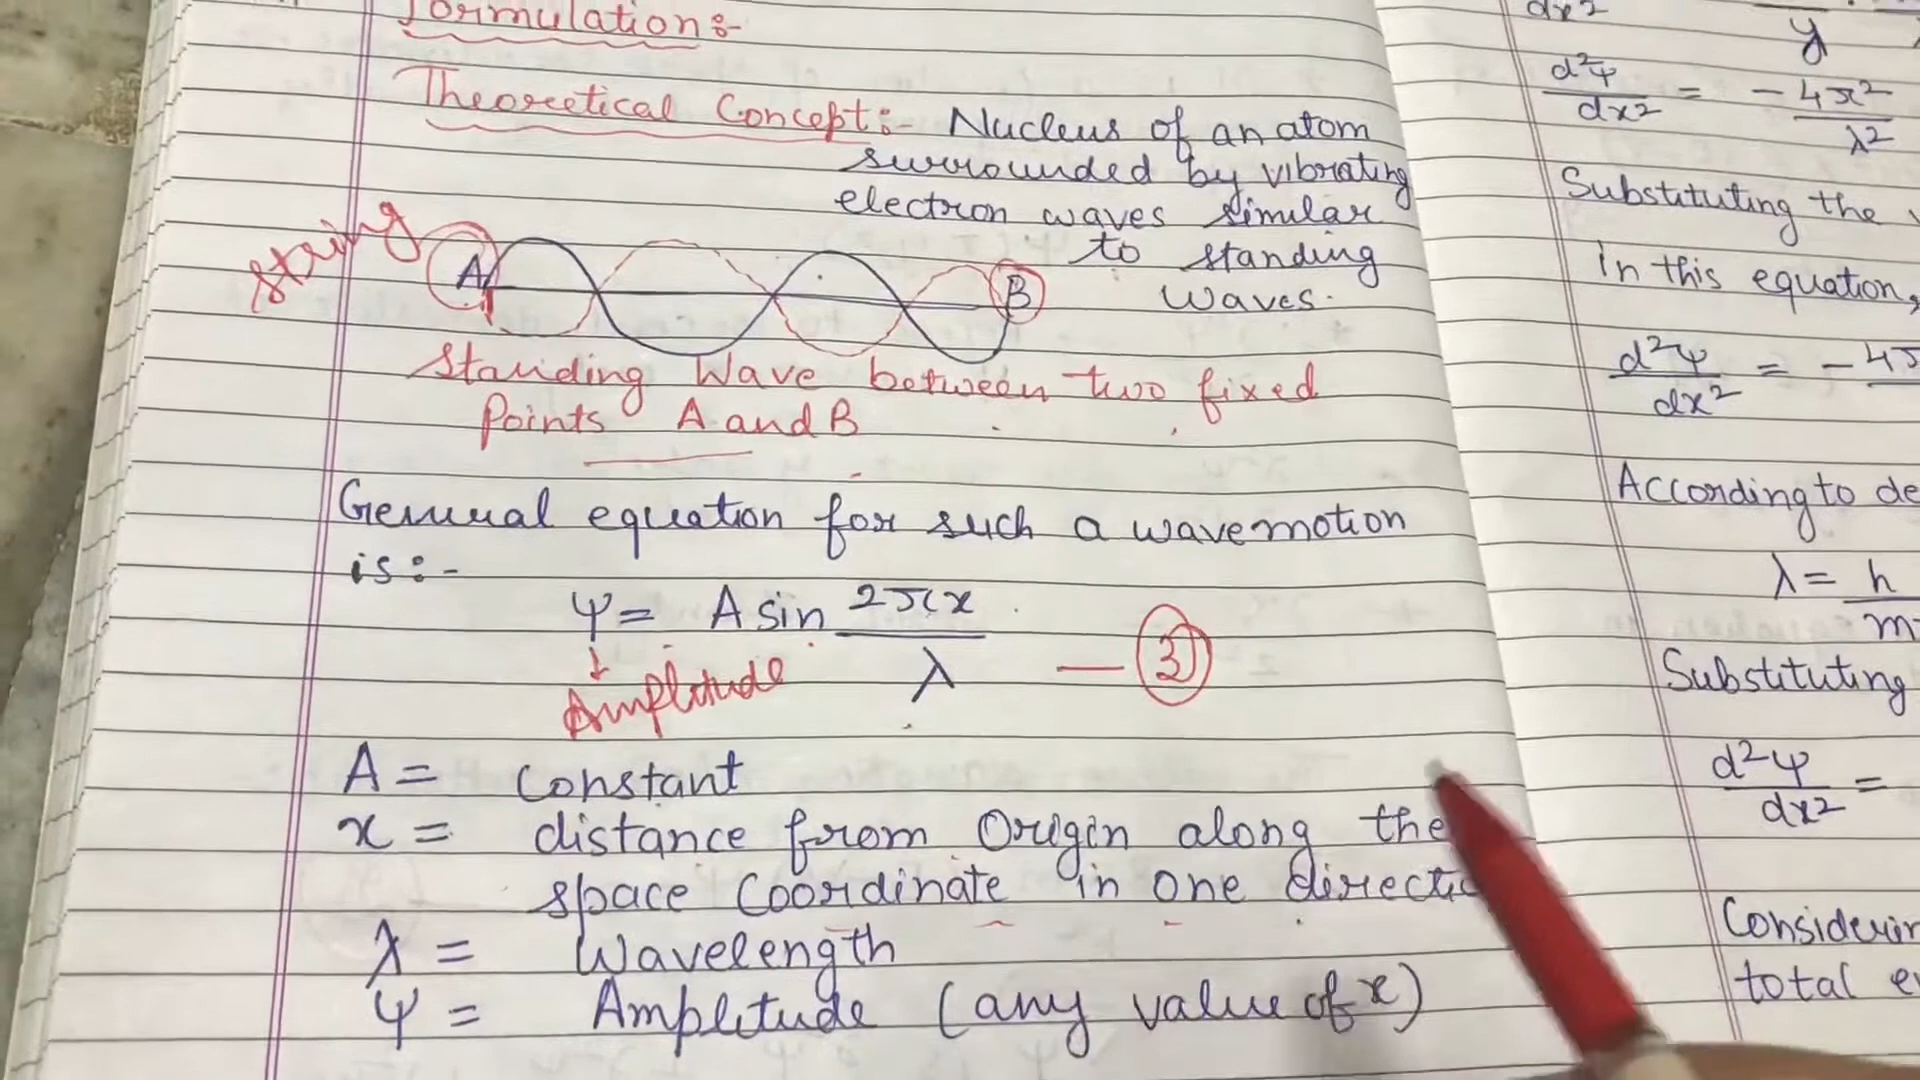 Formulation:-
Theoretical Concept:- Nucleus of an atom
surrounded by vibrating
electron waves similar
to standing
waves.
string
A
B
Standing Wave between two fixed
Points A and B
General equation for such a wavemotion
is:-
ψ = A sin 2πx
λ
— 3
↓
Amplitude
A = Constant
x = distance from Origin along the
space Coordinate in one directi
λ = Wavelength
ψ = Amplitude (any value of x)
dx²
y
d²ψ
dx²
= - 4π²
λ²
Substituting the
in this equation,
d²ψ
dx²
= - 4π
According to de
λ = h
m
Substituting
d²ψ
dx²
=
Considerin
total e